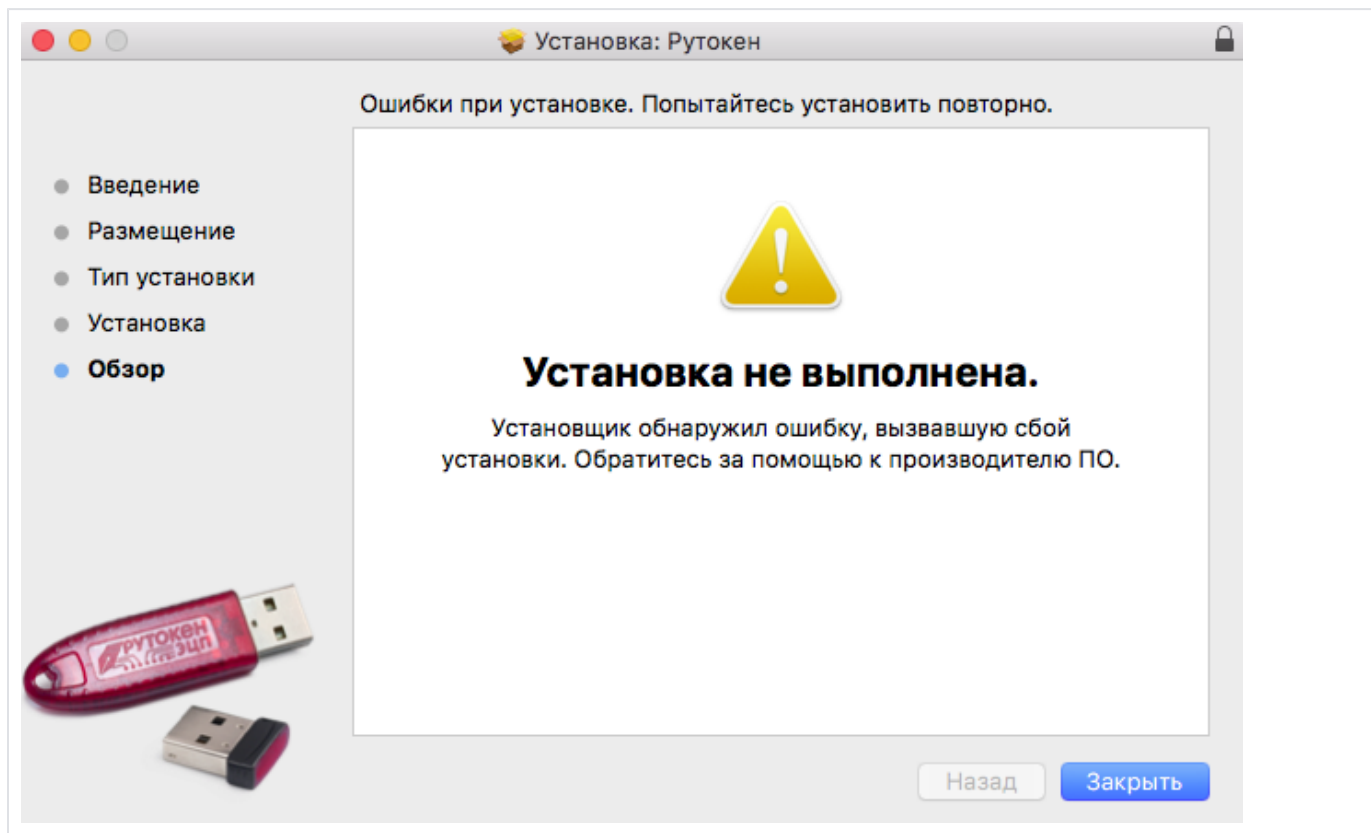 Установка: Рутокен
Ошибки при установке. Попытайтесь установить повторно.
Введение
Размещение
Тип установки
Установка
Обзор
Установка не выполнена.
Установщик обнаружил ошибку, вызвавшую сбой
установки. Обратитесь за помощью к производителю ПО.
РУТОКЕН
ЭЦП
Назад
Закрыть